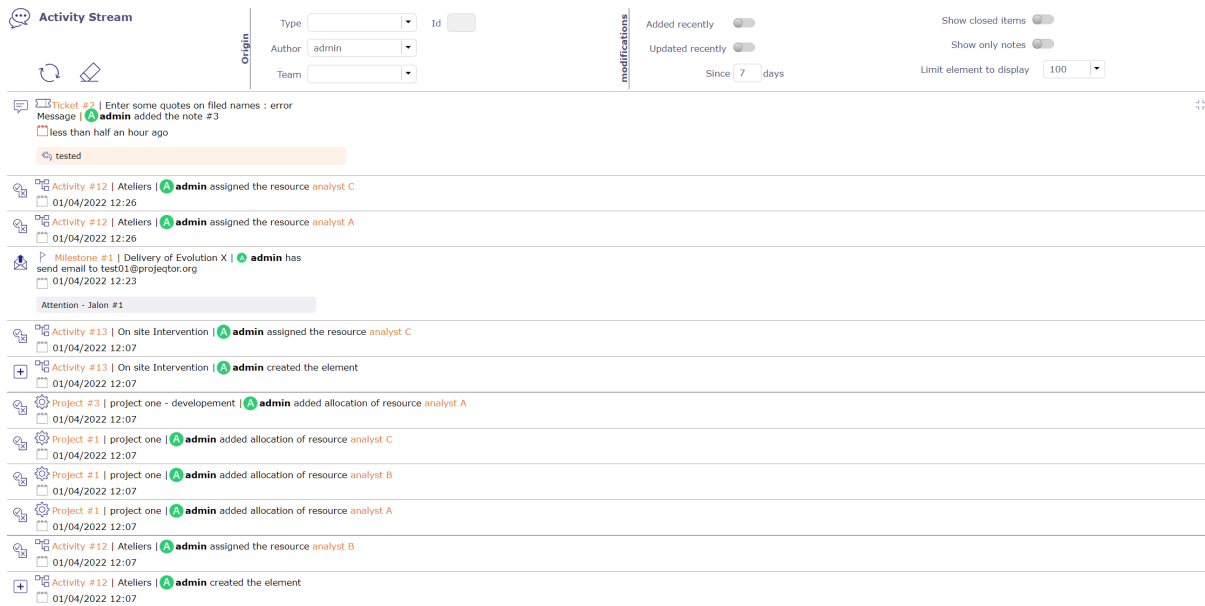 Activity Stream
Origin
Type
Id
Author admin
Team
modifications
Added recently
Updated recently
Since 7 days
Show closed items
Show only notes
Limit element to display 100
Ticket #2 | Enter some quotes on filed names : error
Message | A admin added the note #3
less than half an hour ago
tested
Activity #12 | Ateliers | A admin assigned the resource analyst C
01/04/2022 12:26
Activity #12 | Ateliers | A admin assigned the resource analyst A
01/04/2022 12:26
Milestone #1 | Delivery of Evolution X | A admin has
send email to test01@projeqtor.org
01/04/2022 12:23
Attention - Jalon #1
Activity #13 | On site Intervention | A admin assigned the resource analyst C
01/04/2022 12:07
Activity #13 | On site Intervention | A admin created the element
01/04/2022 12:07
Project #3 | project one - developement | A admin added allocation of resource analyst A
01/04/2022 12:07
Project #1 | project one | A admin added allocation of resource analyst C
01/04/2022 12:07
Project #1 | project one | A admin added allocation of resource analyst B
01/04/2022 12:07
Project #1 | project one | A admin added allocation of resource analyst A
01/04/2022 12:07
Activity #12 | Ateliers | A admin assigned the resource analyst B
01/04/2022 12:07
Activity #12 | Ateliers | A admin created the element
01/04/2022 12:07